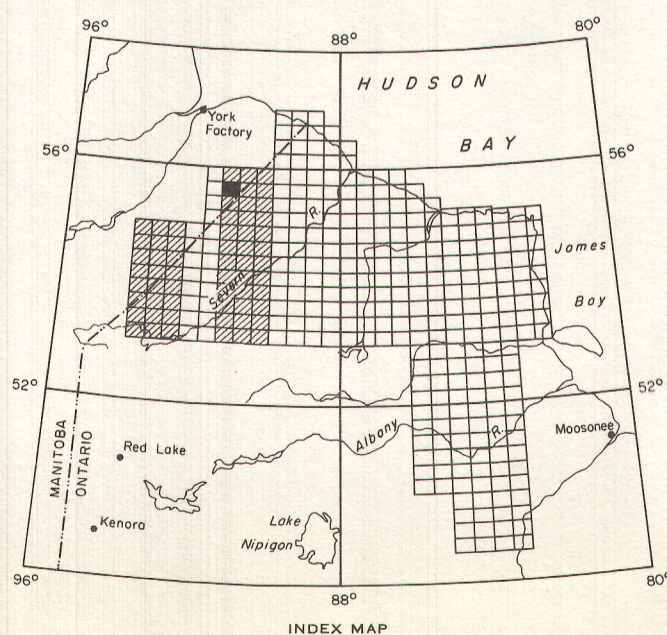 96°
88°
80°
HUDSON
BAY
York
Factory
56°
56°
R.
Severn
James
Bay
52°
52°
MANITOBA
ONTARIO
Red Lake
Albany
R.
Moosonee
Kenora
Lake
Nipigon
96°
88°
80°
INDEX MAP